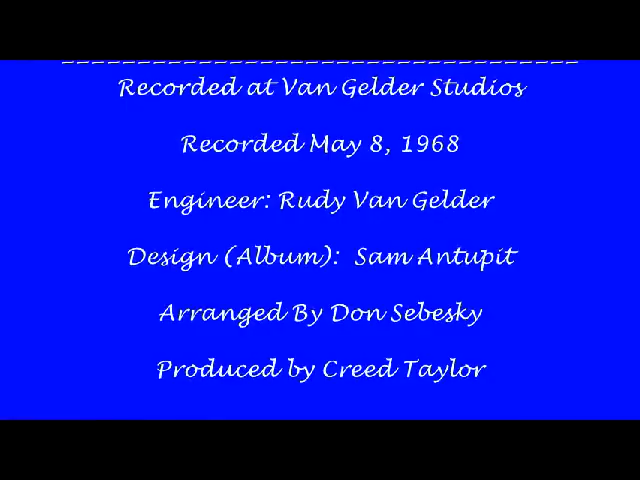 Recorded at Van Gelder Studios
Recorded May 8, 1968
Engineer: Rudy Van Gelder
Design (Album): Sam Antupit
Arranged By Don Sebesky
Produced by Creed Taylor